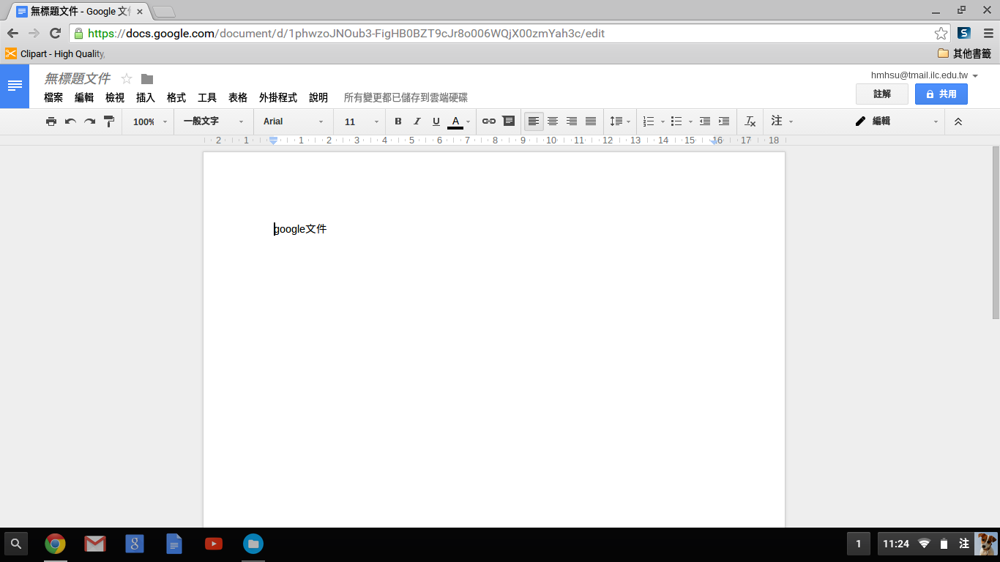 無標題文件 - Google 文
https://docs.google.com/document/d/1phwzoJNOub3-FigHB0BZT9cJr8o006WQjX00zmYah3c/edit
Clipart - High Quality,
其他書籤
無標題文件
hmhsu@tmail.ilc.edu.tw
檔案 編輯 檢視 插入 格式 工具 表格 外掛程式 說明 所有變更都已儲存到雲端硬碟
註解 共用
100% 一般文字 Arial 11 B I U A 注 編輯
2 1 1 2 3 4 5 6 7 8 9 10 11 12 13 14 15 16 17 18
google文件
1 11:24 注